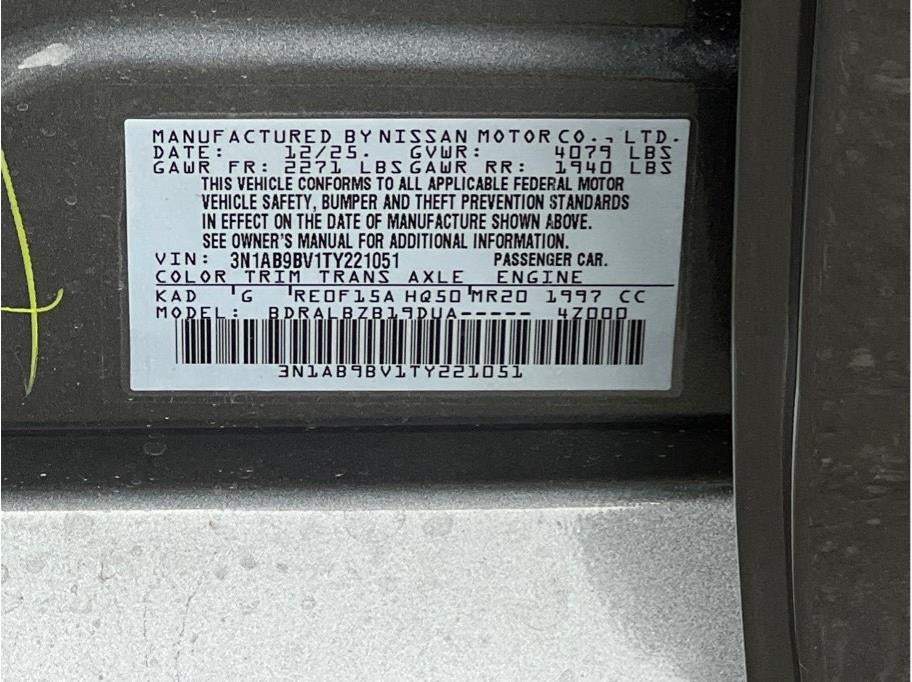 MANUFACTURED BY NISSAN MOTOR CO., LTD.
DATE: 12/25. GVWR: 4079 LBS
GAWR FR: 2271 LBS GAWR RR: 1940 LBS
THIS VEHICLE CONFORMS TO ALL APPLICABLE FEDERAL MOTOR
VEHICLE SAFETY, BUMPER AND THEFT PREVENTION STANDARDS
IN EFFECT ON THE DATE OF MANUFACTURE SHOWN ABOVE.
SEE OWNER'S MANUAL FOR ADDITIONAL INFORMATION.
VIN: 3N1AB9BV1TY221051 PASSENGER CAR.
COLOR TRIM TRANS AXLE ENGINE
KAD G RE0F15A HQ50 MR20 1997 CC
MODEL: BDRALBZB19DUA----- 4Z000
3N1AB9BV1TY221051